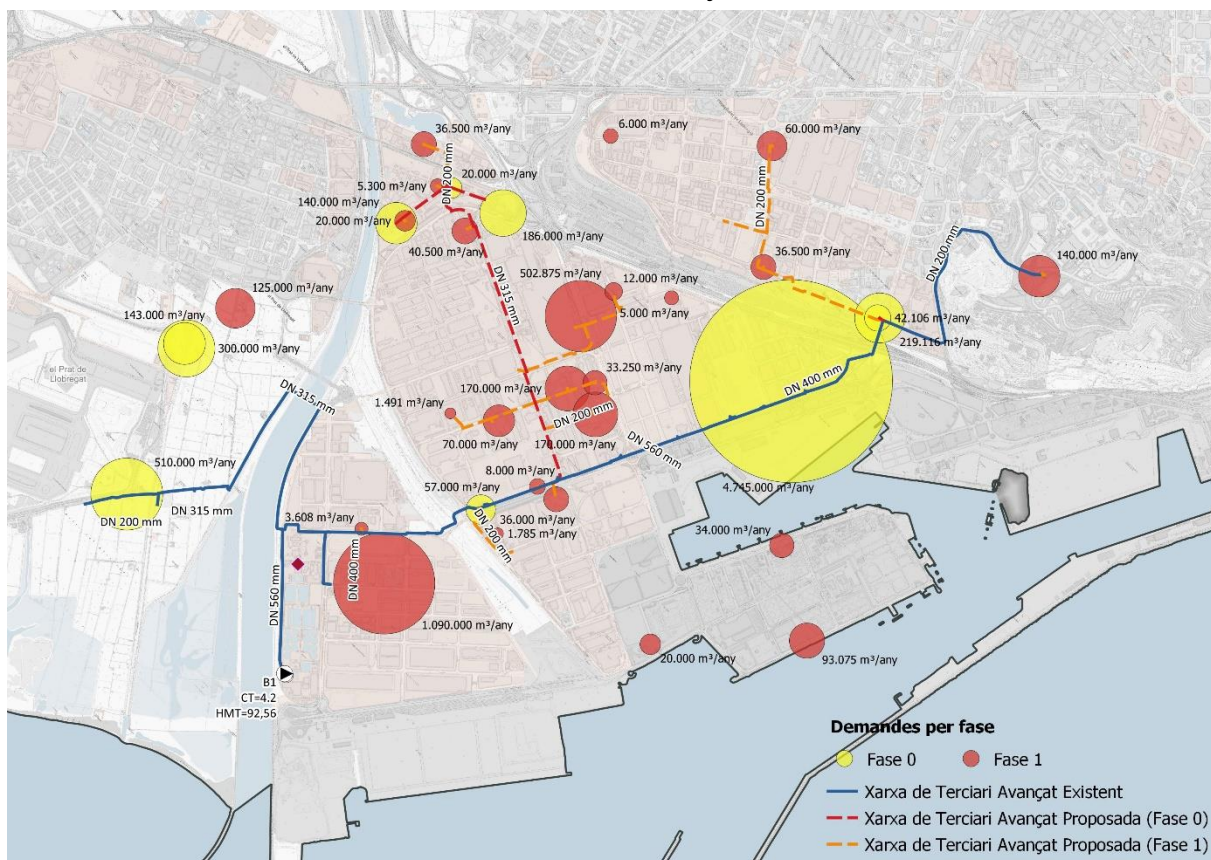 36.500 m³/any
6.000 m³/any
60.000 m³/any
DN 200 mm
5.300 m³/any
20.000 m³/any
140.000 m³/any
20.000 m³/any
186.000 m³/any
40.500 m³/any
DN 200 mm
36.500 m³/any
DN 200 mm
140.000 m³/any
125.000 m³/any
143.000 m³/any
300.000 m³/any
DN 315 mm
502.875 m³/any
12.000 m³/any
5.000 m³/any
42.106 m³/any
219.116 m³/any
el Prat de
Llobregat
DN 315 mm
33.250 m³/any
170.000 m³/any
DN 400 mm
1.491 m³/any
70.000 m³/any
DN 200 mm
170.000 m³/any
DN 560 mm
510.000 m³/any
DN 315 mm
DN 200 mm
8.000 m³/any
57.000 m³/any
4.745.000 m³/any
3.608 m³/any
DN 200 mm
36.000 m³/any
1.785 m³/any
34.000 m³/any
DN 560 mm
DN 400 mm
1.090.000 m³/any
20.000 m³/any
93.075 m³/any
B1
CT=4.2
HMT=92,56
Demandes per fase
Fase 0
Fase 1
Xarxa de Terciari Avançat Existent
Xarxa de Terciari Avançat Proposada (Fase 0)
Xarxa de Terciari Avançat Proposada (Fase 1)